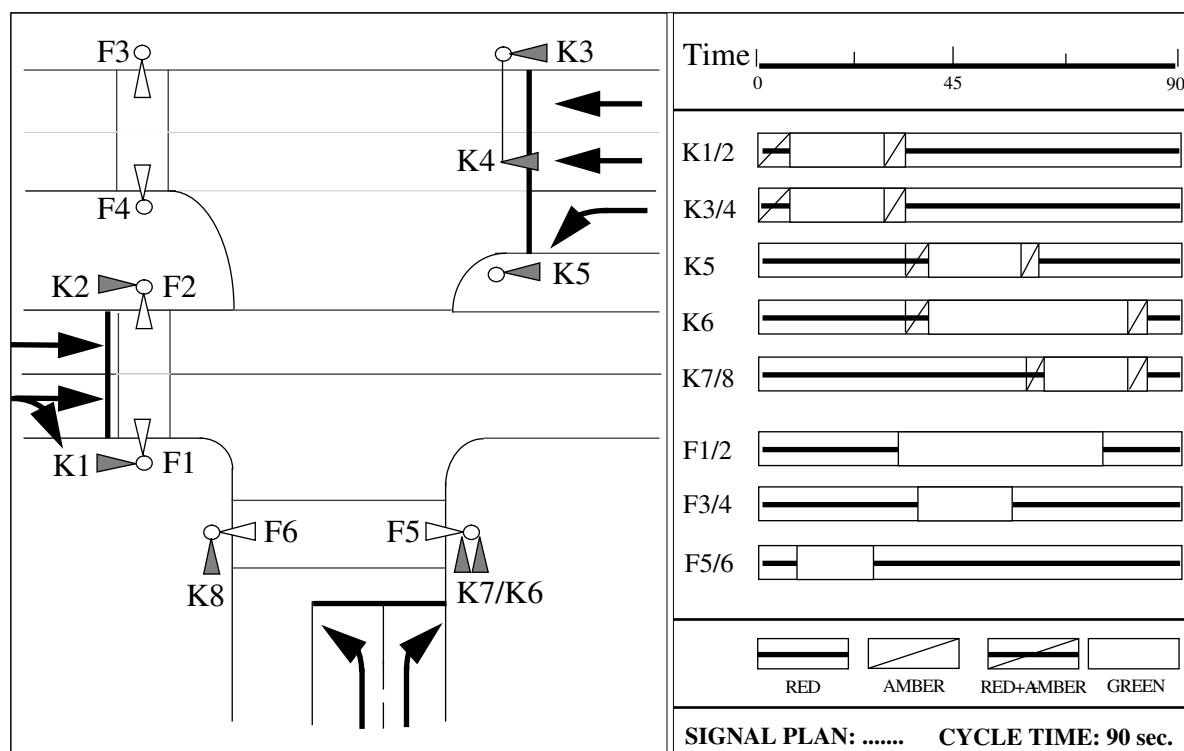 F3
K3
K4
F4
K2 F2
K5
K1 F1
F6 F5
K8 K7/K6
Time
0 45 90
K1/2
K3/4
K5
K6
K7/8
F1/2
F3/4
F5/6
RED AMBER RED+AMBER GREEN
SIGNAL PLAN: ....... CYCLE TIME: 90 sec.